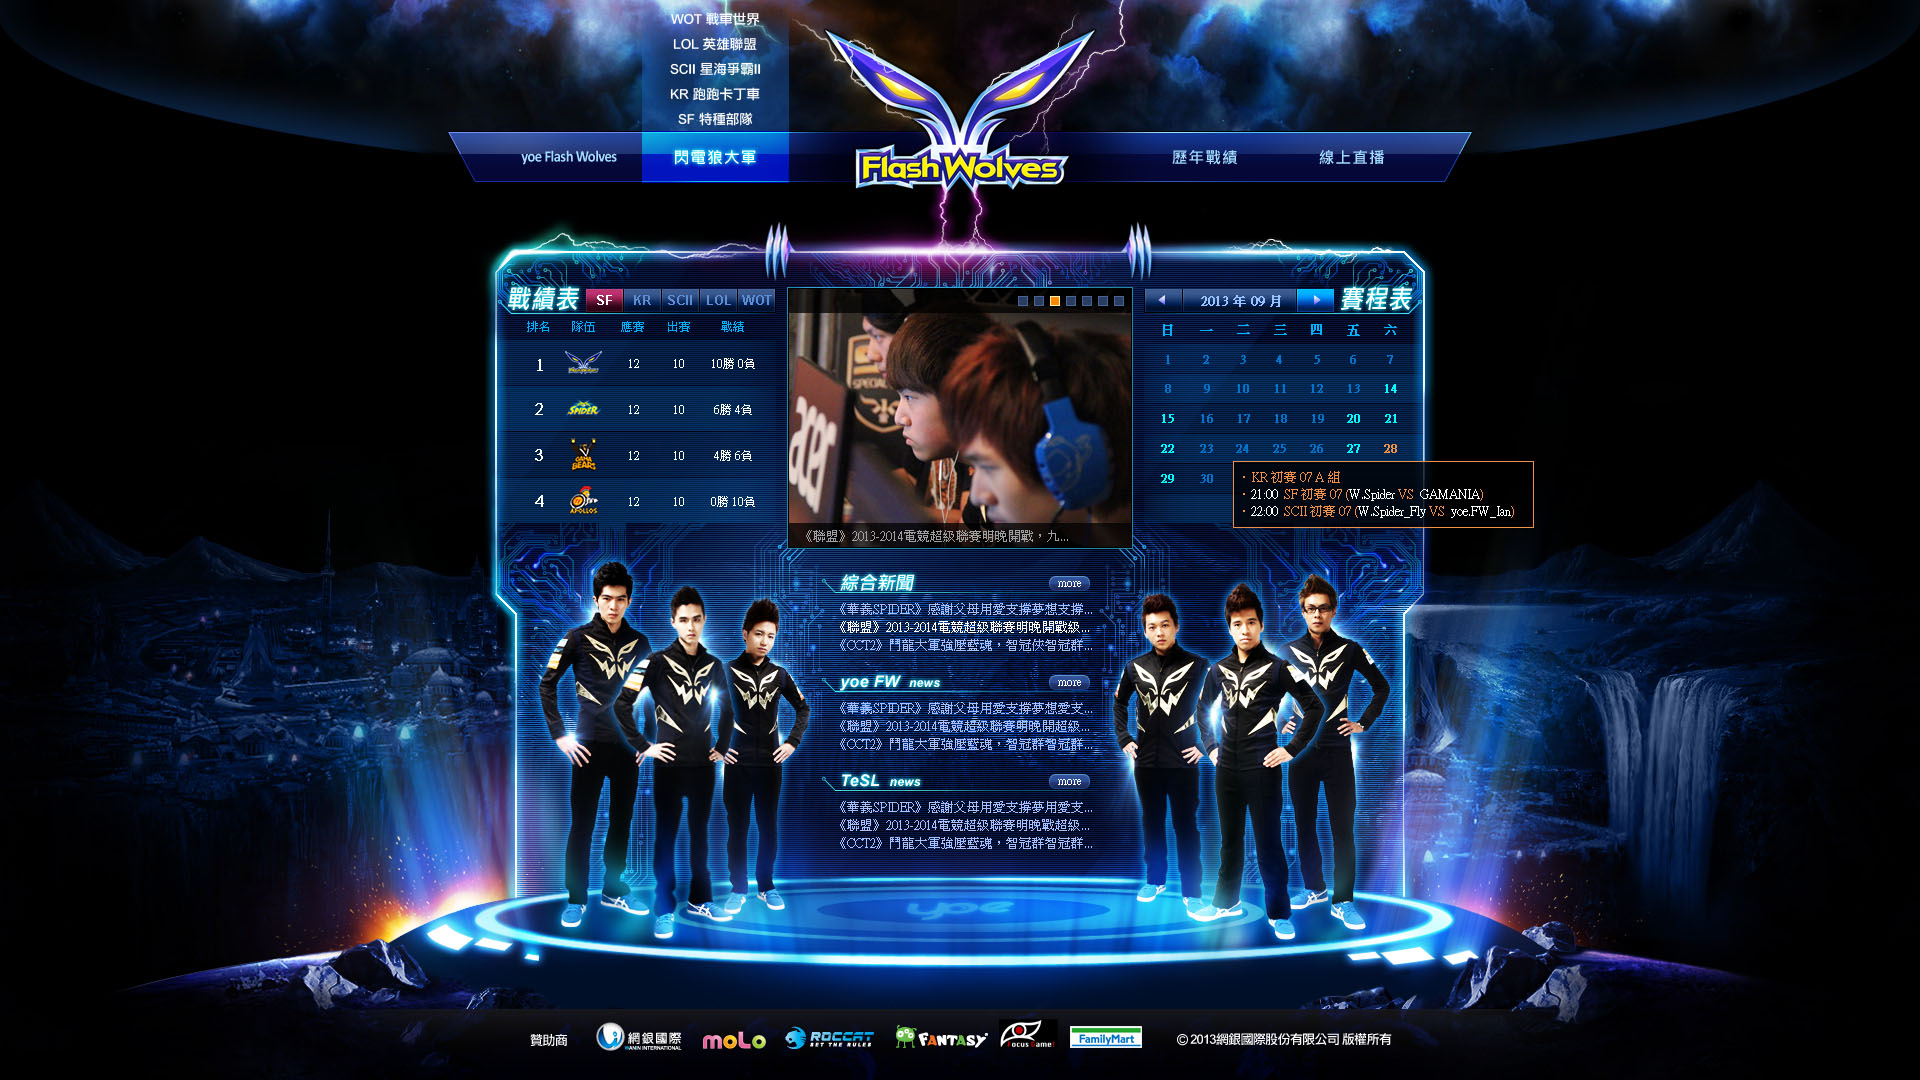 WOT 戰車世界
LOL 英雄聯盟
SCII 星海爭霸II
KR 跑跑卡丁車
SF 特種部隊
yoe Flash Wolves
閃電狼大軍
Flash Wolves
歷年戰績
線上直播
戰績表 SF KR SCII LOL WOT
排名 隊伍 應賽 出賽 戰績
1 12 10 10勝 0負
2 SPIDER 12 10 6勝 4負
3 GAMA BEARS 12 10 4勝 6負
4 APOLLOS 12 10 0勝 10負
acer
SPECIAL
《聯盟》2013-2014電競超級聯賽明晚開戰，九...
2013 年 09 月 賽程表
日 一 二 三 四 五 六
1 2 3 4 5 6 7
8 9 10 11 12 13 14
15 16 17 18 19 20 21
22 23 24 25 26 27 28
29 30
· KR 初賽 07 A 組
· 21:00 SF 初賽 07 (W.Spider VS GAMANIA)
· 22:00 SCII 初賽 07 (W.Spider_Fly VS yoe.FW_Ian)
綜合新聞 more
《華義SPIDER》感謝父母用愛支撐夢想支撐...
《聯盟》2013-2014電競超級聯賽明晚開戰級...
《CCT2》鬥龍大軍強壓藍魂，智冠俠智冠群...
yoe FW news more
《華義SPIDER》感謝父母用愛支撐夢想愛支...
《聯盟》2013-2014電競超級聯賽明晚開超級...
《CCT2》鬥龍大軍強壓藍魂，智冠群智冠群...
TeSL news more
《華義SPIDER》感謝父母用愛支撐夢用愛支...
《聯盟》2013-2014電競超級聯賽明晚戰超級...
《CCT2》鬥龍大軍強壓藍魂，智冠群智冠群...
yoe
贊助商
網銀國際
WANIN INTERNATIONAL
moLo
ROCCAT
SET THE RULES
FANTASY
Focus Game
FamilyMart
©2013網銀國際股份有限公司 版權所有